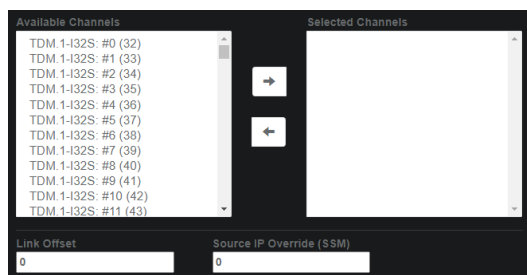 Available Channels
Selected Channels
TDM.1-I32S: #0 (32)
TDM.1-I32S: #1 (33)
TDM.1-I32S: #2 (34)
TDM.1-I32S: #3 (35)
TDM.1-I32S: #4 (36)
TDM.1-I32S: #5 (37)
TDM.1-I32S: #6 (38)
TDM.1-I32S: #7 (39)
TDM.1-I32S: #8 (40)
TDM.1-I32S: #9 (41)
TDM.1-I32S: #10 (42)
TDM.1-I32S: #11 (43)
Link Offset
Source IP Override (SSM)
0
0